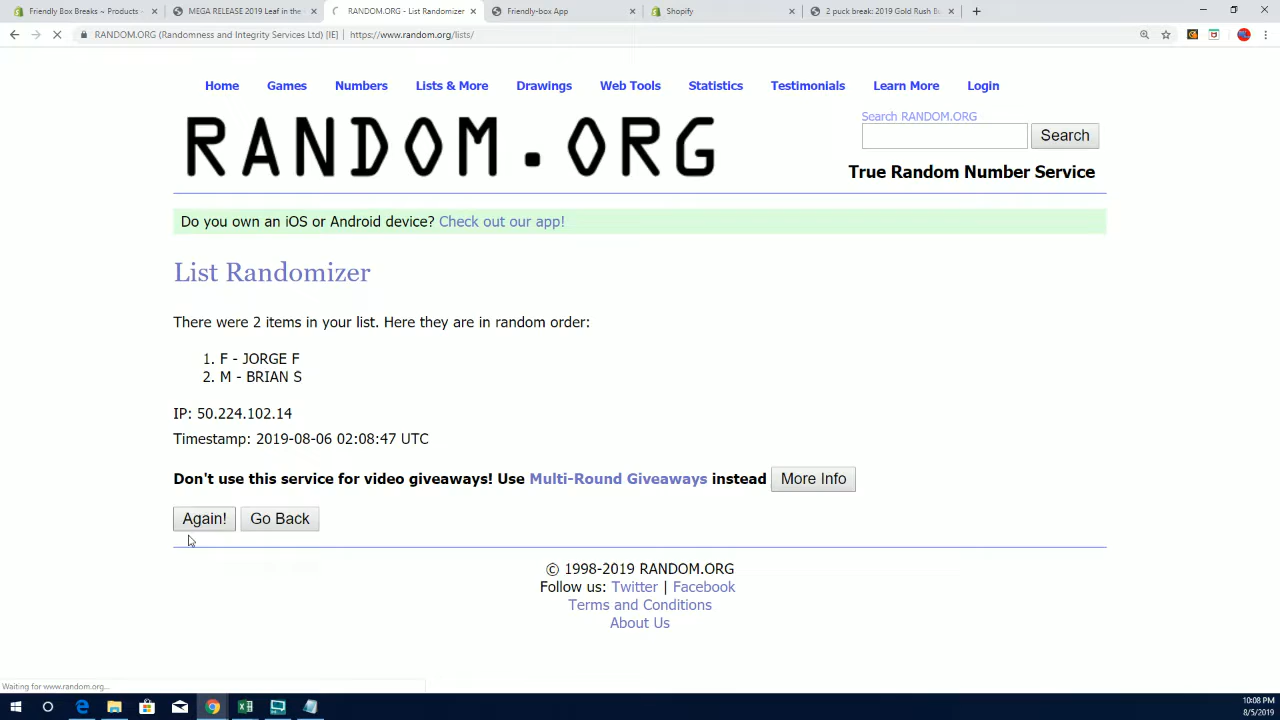 Friendly Box Breaks ~ Products
MEGA RELEASE 2019 Leaf in the
RANDOM.ORG - List Randomizer
Friendly-box App
Shopify
2 puck break: 2019 Gold Rush B
RANDOM.ORG (Randomness and Integrity Services Ltd) [IE] | https://www.random.org/lists/
Home Games Numbers Lists & More Drawings Web Tools Statistics Testimonials Learn More Login
RANDOM.ORG
Search RANDOM.ORG
Search
True Random Number Service
Do you own an iOS or Android device? Check out our app!
List Randomizer
There were 2 items in your list. Here they are in random order:
1. F - JORGE F
2. M - BRIAN S
IP: 50.224.102.14
Timestamp: 2019-08-06 02:08:47 UTC
Don't use this service for video giveaways! Use Multi-Round Giveaways instead More Info
Again! Go Back
© 1998-2019 RANDOM.ORG
Follow us: Twitter | Facebook
Terms and Conditions
About Us
Waiting for www.random.org...
10:08 PM
8/5/2019